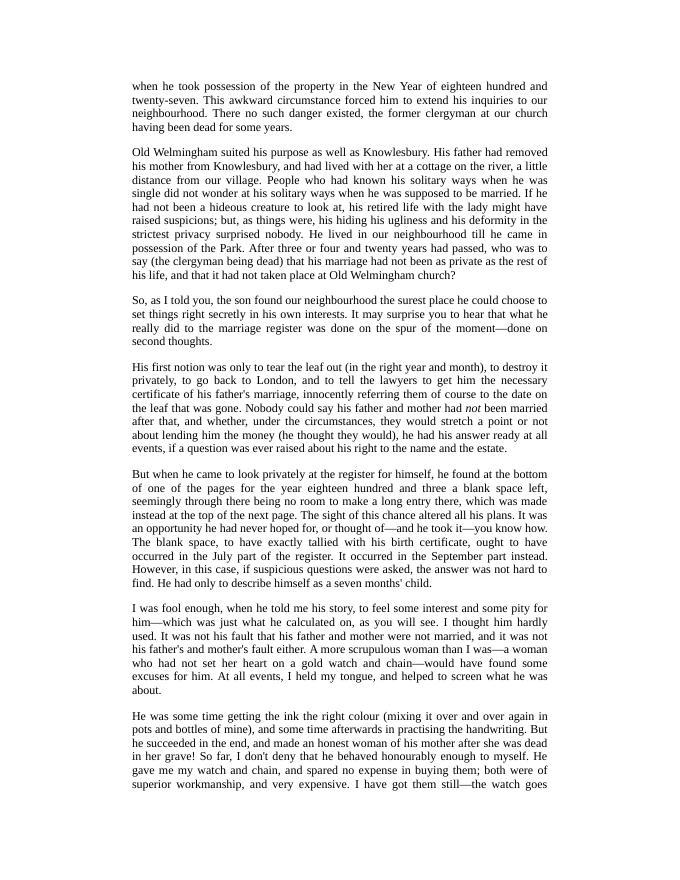 when he took possession of the property in the New Year of eighteen hundred and
twenty-seven. This awkward circumstance forced him to extend his inquiries to our
neighbourhood. There no such danger existed, the former clergyman at our church
having been dead for some years.
Old Welmingham suited his purpose as well as Knowlesbury. His father had removed
his mother from Knowlesbury, and had lived with her at a cottage on the river, a little
distance from our village. People who had known his solitary ways when he was
single did not wonder at his solitary ways when he was supposed to be married. If he
had not been a hideous creature to look at, his retired life with the lady might have
raised suspicions; but, as things were, his hiding his ugliness and his deformity in the
strictest privacy surprised nobody. He lived in our neighbourhood till he came in
possession of the Park. After three or four and twenty years had passed, who was to
say (the clergyman being dead) that his marriage had not been as private as the rest of
his life, and that it had not taken place at Old Welmingham church?
So, as I told you, the son found our neighbourhood the surest place he could choose to
set things right secretly in his own interests. It may surprise you to hear that what he
really did to the marriage register was done on the spur of the moment—done on
second thoughts.
His first notion was only to tear the leaf out (in the right year and month), to destroy it
privately, to go back to London, and to tell the lawyers to get him the necessary
certificate of his father's marriage, innocently referring them of course to the date on
the leaf that was gone. Nobody could say his father and mother had not been married
after that, and whether, under the circumstances, they would stretch a point or not
about lending him the money (he thought they would), he had his answer ready at all
events, if a question was ever raised about his right to the name and the estate.
But when he came to look privately at the register for himself, he found at the bottom
of one of the pages for the year eighteen hundred and three a blank space left,
seemingly through there being no room to make a long entry there, which was made
instead at the top of the next page. The sight of this chance altered all his plans. It was
an opportunity he had never hoped for, or thought of—and he took it—you know how.
The blank space, to have exactly tallied with his birth certificate, ought to have
occurred in the July part of the register. It occurred in the September part instead.
However, in this case, if suspicious questions were asked, the answer was not hard to
find. He had only to describe himself as a seven months' child.
I was fool enough, when he told me his story, to feel some interest and some pity for
him—which was just what he calculated on, as you will see. I thought him hardly
used. It was not his fault that his father and mother were not married, and it was not
his father's and mother's fault either. A more scrupulous woman than I was—a woman
who had not set her heart on a gold watch and chain—would have found some
excuses for him. At all events, I held my tongue, and helped to screen what he was
about.
He was some time getting the ink the right colour (mixing it over and over again in
pots and bottles of mine), and some time afterwards in practising the handwriting. But
he succeeded in the end, and made an honest woman of his mother after she was dead
in her grave! So far, I don't deny that he behaved honourably enough to myself. He
gave me my watch and chain, and spared no expense in buying them; both were of
superior workmanship, and very expensive. I have got them still—the watch goes